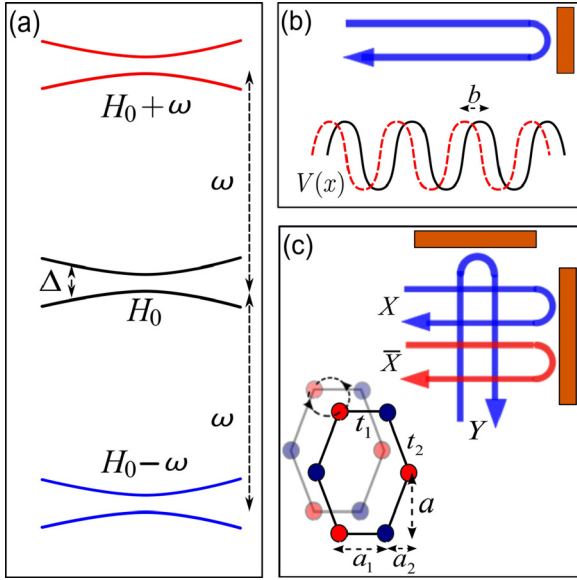 (a)
H₀ + ω
ω
Δ
H₀
ω
H₀ − ω
(b)
b
V(x)
(c)
X
X̅
Y
t₁
t₂
a
a₁
a₂